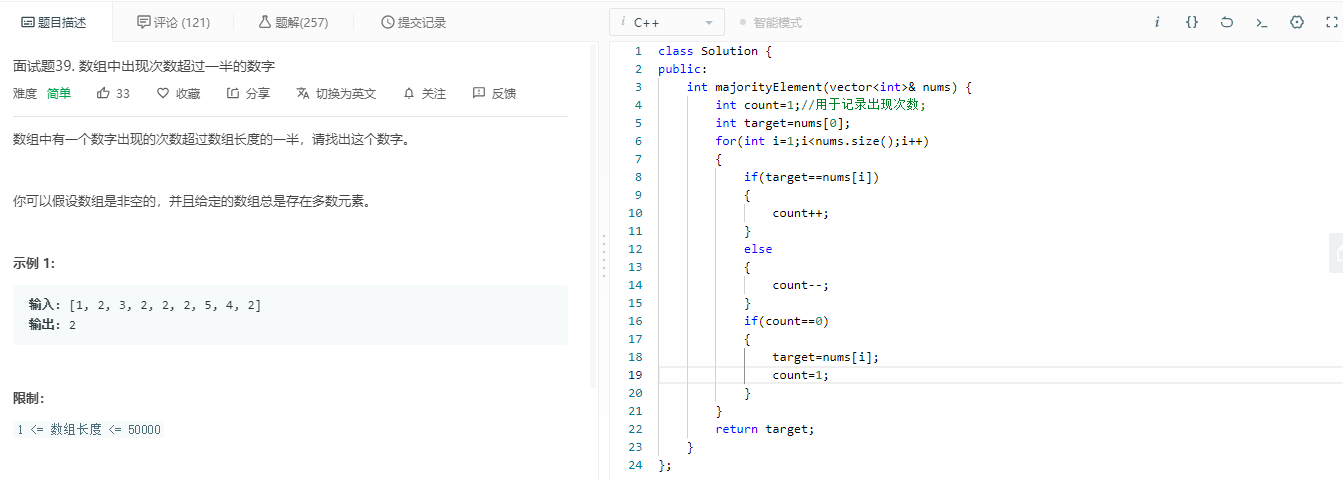 题目描述 评论 (121) 题解(257) 提交记录
面试题39. 数组中出现次数超过一半的数字
难度 简单 33 收藏 分享 切换为英文 关注 反馈
数组中有一个数字出现的次数超过数组长度的一半，请找出这个数字。
你可以假设数组是非空的，并且给定的数组总是存在多数元素。
示例 1:
输入: [1, 2, 3, 2, 2, 2, 5, 4, 2]
输出: 2
限制：
1 <= 数组长度 <= 50000
i C++ 智能模式 i {} >_
1 class Solution {
2 public:
3 int majorityElement(vector<int>& nums) {
4 int count=1;//用于记录出现次数;
5 int target=nums[0];
6 for(int i=1;i<nums.size();i++)
7 {
8 if(target==nums[i])
9 {
10 count++;
11 }
12 else
13 {
14 count--;
15 }
16 if(count==0)
17 {
18 target=nums[i];
19 count=1;
20 }
21 }
22 return target;
23 }
24 };